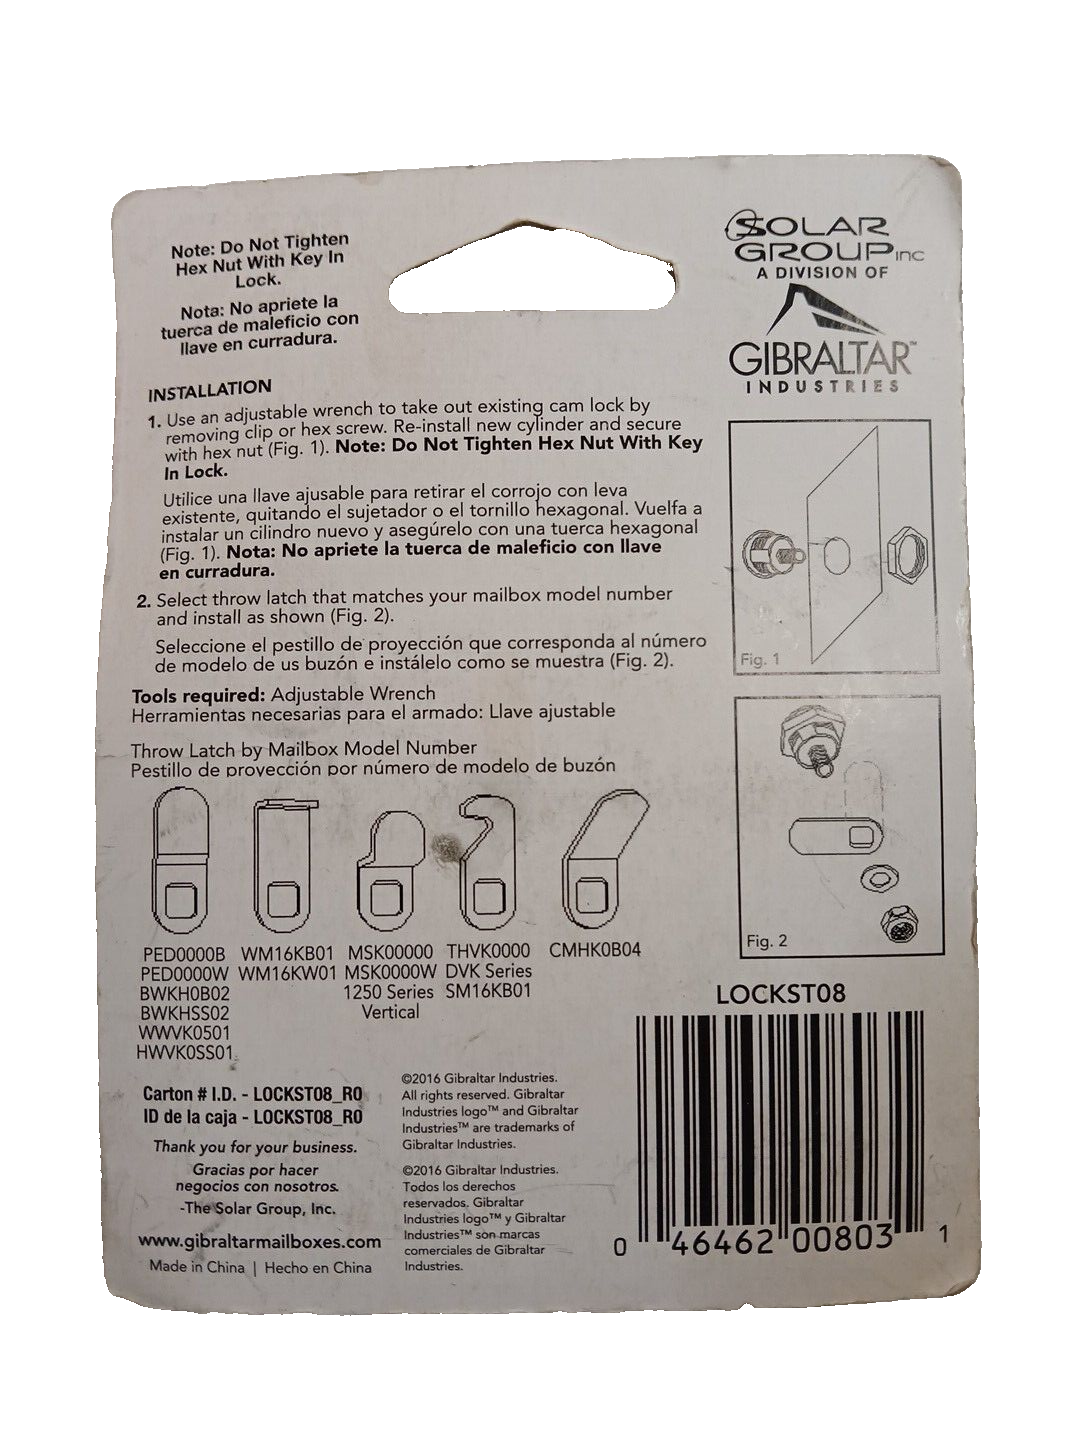 Note: Do Not Tighten
Hex Nut With Key In
Lock.
Nota: No apriete la
tuerca de maleficio con
llave en curradura.
SOLAR
GROUP INC
A DIVISION OF
GIBRALTAR™
INDUSTRIES
INSTALLATION
1. Use an adjustable wrench to take out existing cam lock by
removing clip or hex screw. Re-install new cylinder and secure
with hex nut (Fig. 1). Note: Do Not Tighten Hex Nut With Key
In Lock.
Utilice una llave ajusable para retirar el corrojo con leva
existente, quitando el sujetador o el tornillo hexagonal. Vuelfa a
instalar un cilindro nuevo y asegúrelo con una tuerca hexagonal
(Fig. 1). Nota: No apriete la tuerca de maleficio con llave
en curradura.
2. Select throw latch that matches your mailbox model number
and install as shown (Fig. 2).
Seleccione el pestillo de proyección que corresponda al número
de modelo de us buzón e instálelo como se muestra (Fig. 2).
Tools required: Adjustable Wrench
Herramientas necesarias para el armado: Llave ajustable
Throw Latch by Mailbox Model Number
Pestillo de proyección por número de modelo de buzón
Fig. 1
Fig. 2
PED0000B
PED0000W
BWKH0B02
BWKHSS02
WWVK0501
HWVK0SS01
WM16KB01
WM16KW01
MSK00000
MSK0000W
1250 Series
Vertical
THVK0000
DVK Series
SM16KB01
CMHK0B04
Carton # I.D. - LOCKST08_R0
ID de la caja - LOCKST08_R0
Thank you for your business.
Gracias por hacer
negocios con nosotros.
-The Solar Group, Inc.
www.gibraltarmailboxes.com
Made in China | Hecho en China
©2016 Gibraltar Industries.
All rights reserved. Gibraltar
Industries logo™ and Gibraltar
Industries™ are trademarks of
Gibraltar Industries.
©2016 Gibraltar Industries.
Todos los derechos
reservados. Gibraltar
Industries logo™ y Gibraltar
Industries™ son marcas
comerciales de Gibraltar
Industries.
LOCKST08
0 46462 00803 1